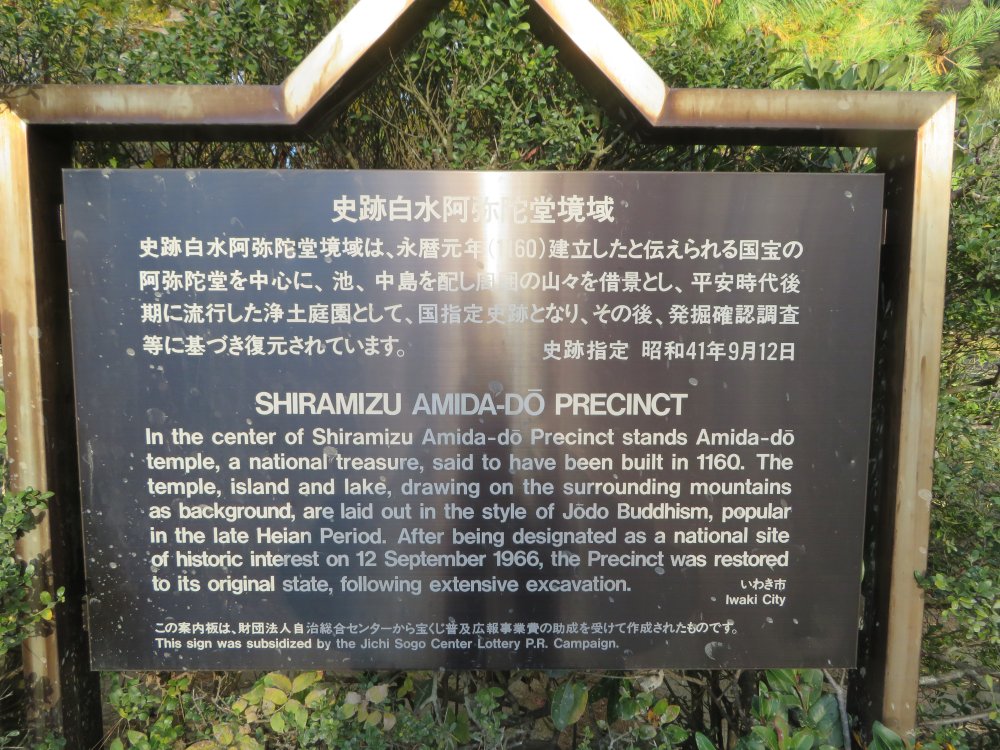 史跡白水阿弥陀堂境域
史跡白水阿弥陀堂境域は、永暦元年(1160)建立したと伝えられる国宝の
阿弥陀堂を中心に、池、中島を配し周囲の山々を借景とし、平安時代後
期に流行した浄土庭園として、国指定史跡となり、その後、発掘確認調査
等に基づき復元されています。 史跡指定 昭和41年9月12日
SHIRAMIZU AMIDA-DŌ PRECINCT
In the center of Shiramizu Amida-dō Precinct stands Amida-dō
temple, a national treasure, said to have been built in 1160. The
temple, island and lake, drawing on the surrounding mountains
as background, are laid out in the style of Jōdo Buddhism, popular
in the late Heian Period. After being designated as a national site
of historic interest on 12 September 1966, the Precinct was restored
to its original state, following extensive excavation.
いわき市
Iwaki City
この案内板は、財団法人自治総合センターから宝くじ普及広報事業費の助成を受けて作成されたものです。
This sign was subsidized by the Jichi Sogo Center Lottery P.R. Campaign.